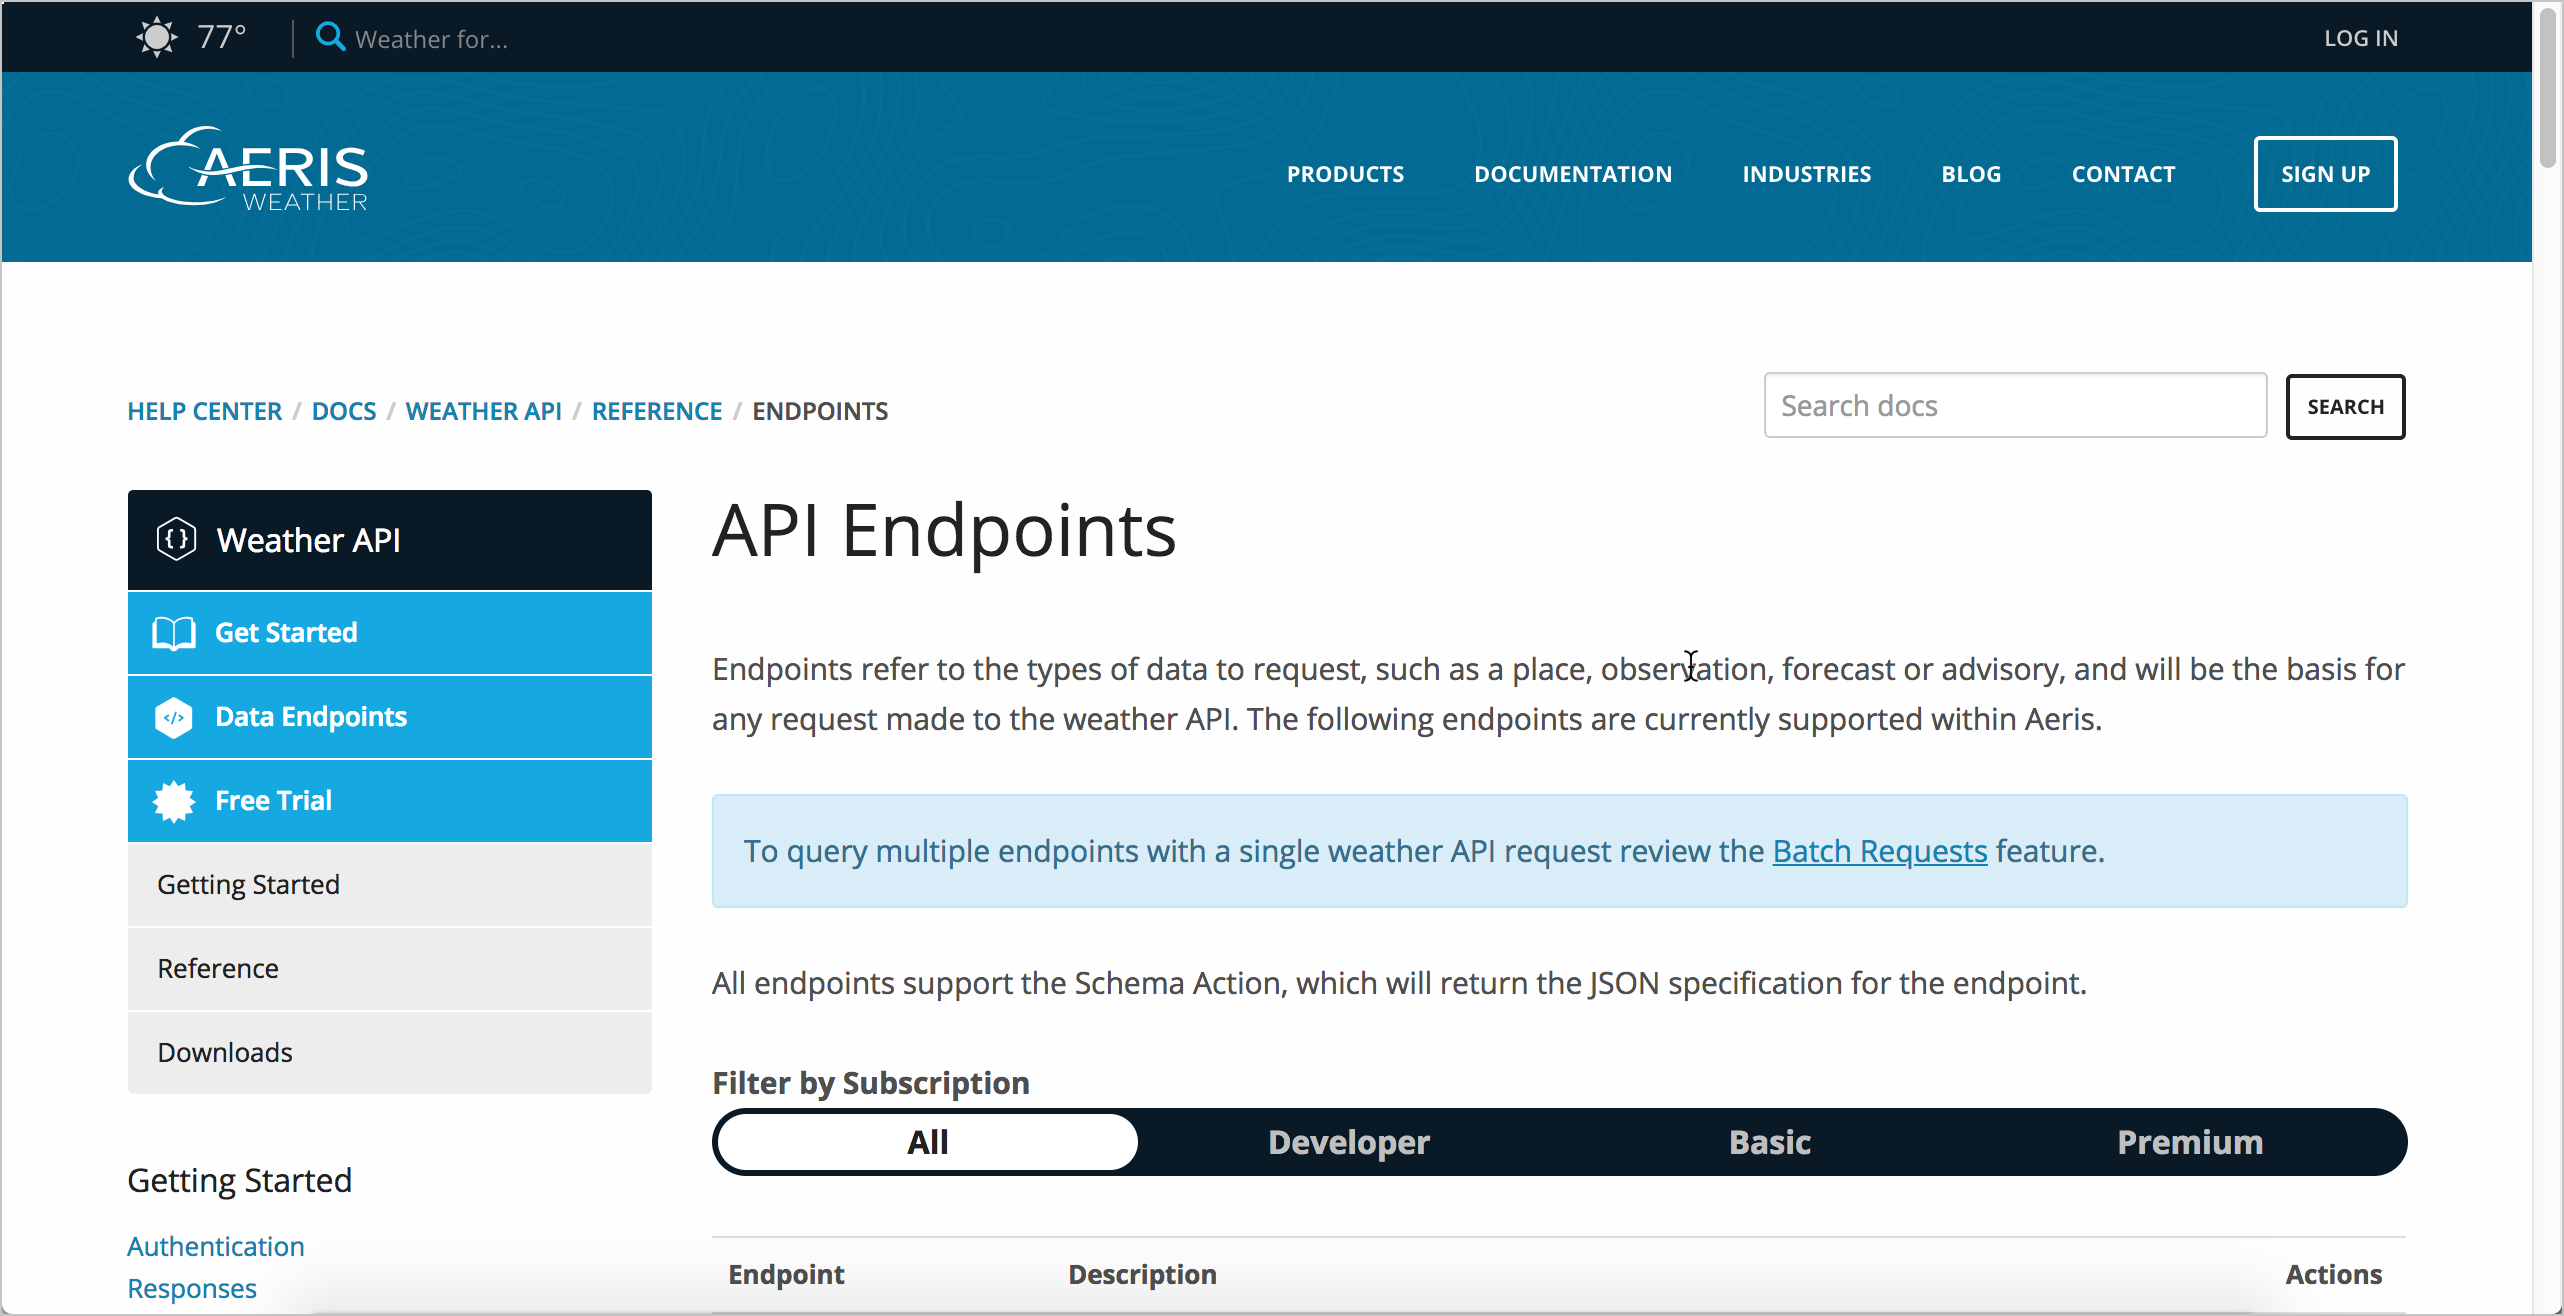 77° Weather for... LOG IN
AERIS
WEATHER
PRODUCTS DOCUMENTATION INDUSTRIES BLOG CONTACT SIGN UP
HELP CENTER / DOCS / WEATHER API / REFERENCE / ENDPOINTS
Search docs SEARCH
{} Weather API
Get Started
</> Data Endpoints
Free Trial
Getting Started
Reference
Downloads
Getting Started
Authentication
Responses
API Endpoints
Endpoints refer to the types of data to request, such as a place, observation, forecast or advisory, and will be the basis for
any request made to the weather API. The following endpoints are currently supported within Aeris.
To query multiple endpoints with a single weather API request review the Batch Requests feature.
All endpoints support the Schema Action, which will return the JSON specification for the endpoint.
Filter by Subscription
All Developer Basic Premium
Endpoint Description Actions